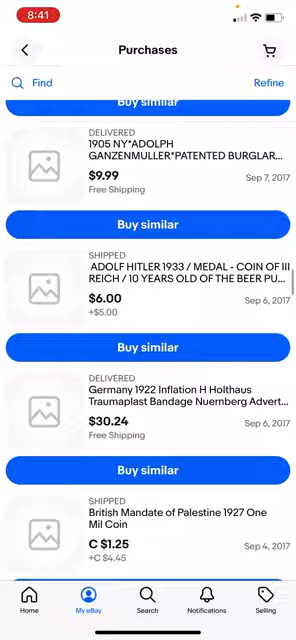 8:41
Purchases
Find
Refine
Buy similar
DELIVERED
1905 NY*ADOLPH
GANZENMULLER*PATENTED BURGLAR...
$9.99
Sep 7, 2017
Free Shipping
Buy similar
SHIPPED
ADOLF HITLER 1933 / MEDAL - COIN OF III
REICH / 10 YEARS OLD OF THE BEER PU...
$6.00
Sep 6, 2017
+$5.00
Buy similar
DELIVERED
Germany 1922 Inflation H Holthaus
Traumaplast Bandage Nuernberg Advert...
$30.24
Sep 6, 2017
Free Shipping
Buy similar
SHIPPED
British Mandate of Palestine 1927 One
Mil Coin
C $1.25
Sep 4, 2017
+C $4.45
Home
My eBay
Search
Notifications
Selling